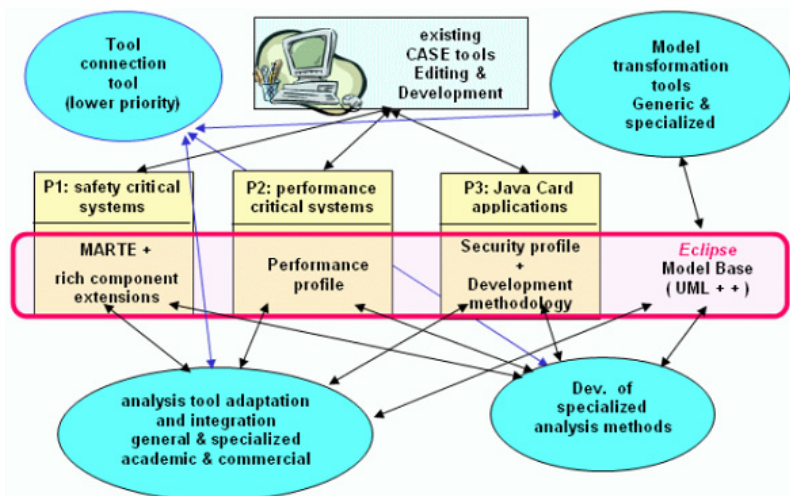 Tool
connection
tool
(lower priority)
existing
CASE tools
Editing &
Development
Model
transformation
tools
Generic &
specialized
P1: safety critical
systems
MARTE +
rich component
extensions
P2: performance
critical systems
Performance
profile
P3: Java Card
applications
Security profile
+
Development
methodology
Eclipse
Model Base
( UML + + )
analysis tool adaptation
and integration
general & specialized
academic & commercial
Dev. of
specialized
analysis methods